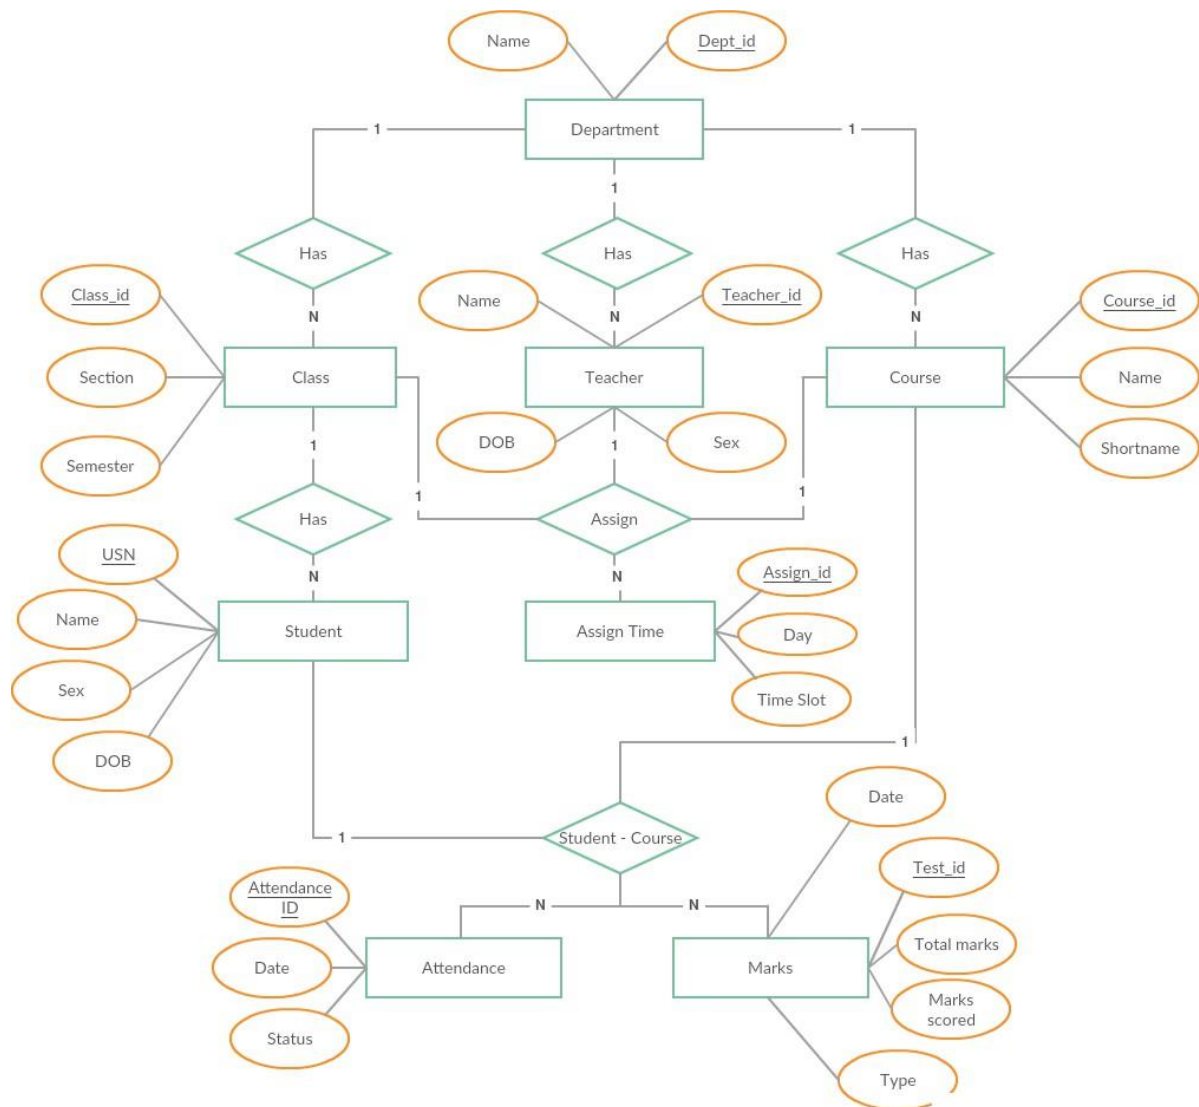 Name
Dept_id
Department
1
1
1
Has
Has
Has
N
N
N
Class_id
Section
Semester
Class
Name
Teacher_id
Teacher
DOB
Sex
Course
Course_id
Name
Shortname
1
1
1
1
Has
Assign
N
N
USN
Name
Sex
DOB
Student
Assign Time
Assign_id
Day
Time Slot
1
1
Student - Course
N
N
Attendance
ID
Date
Status
Attendance
Marks
Date
Test_id
Total marks
Marks
scored
Type